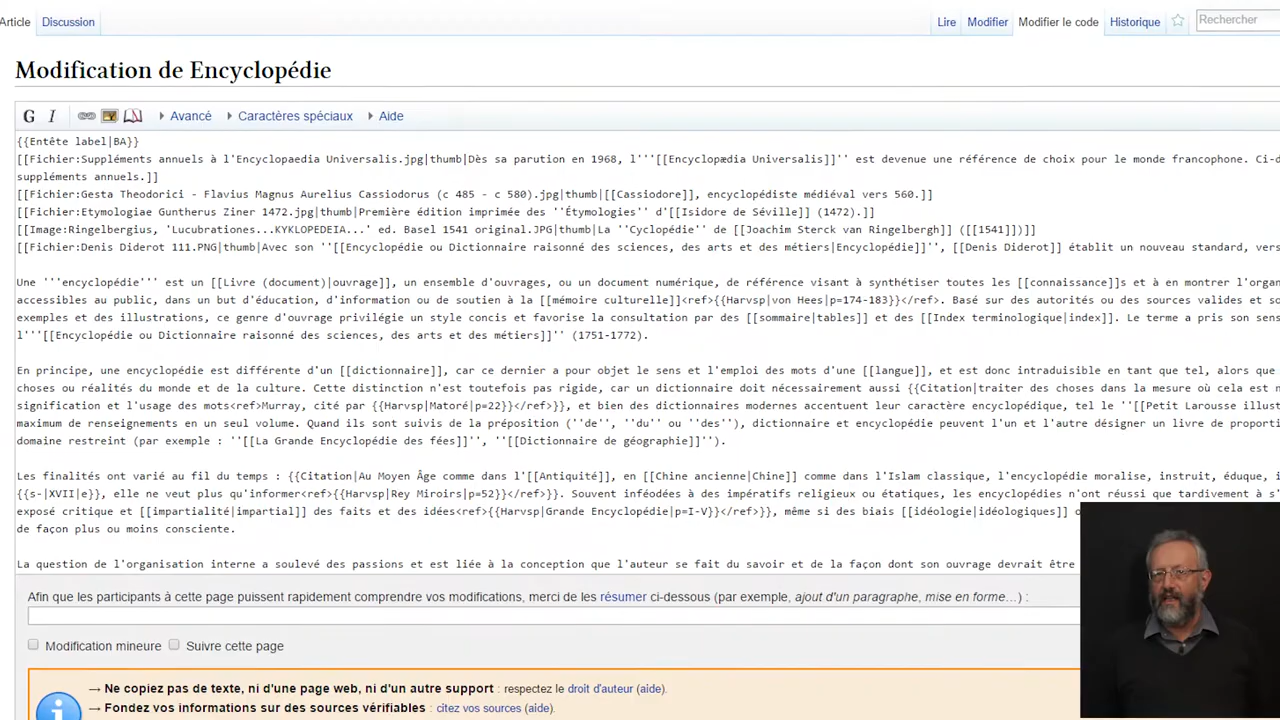 Article Discussion Lire Modifier Modifier le code Historique Rechercher
Modification de Encyclopédie
G I Avancé Caractères spéciaux Aide
{{Entête label|BA}}
[[Fichier:Suppléments annuels à l'Encyclopaedia Universalis.jpg|thumb|Dès sa parution en 1968, l'''[[Encyclopædia Universalis]]'' est devenue une référence de choix pour le monde francophone. Ci-d
suppléments annuels.]]
[[Fichier:Gesta Theodorici - Flavius Magnus Aurelius Cassiodorus (c 485 - c 580).jpg|thumb|[[Cassiodore]], encyclopédiste médiéval vers 560.]]
[[Fichier:Etymologiae Guntherus Ziner 1472.jpg|thumb|Première édition imprimée des ''Étymologies'' d'[[Isidore de Séville]] (1472).]]
[[Image:Ringelbergius, 'Lucubrationes...KYKLOPEDEIA...' ed. Basel 1541 original.JPG|thumb|La ''Cyclopédie'' de [[Joachim Sterck van Ringelbergh]] ([[1541]])]]
[[Fichier:Denis Diderot 111.PNG|thumb|Avec son ''[[Encyclopédie ou Dictionnaire raisonné des sciences, des arts et des métiers|Encyclopédie]]'', [[Denis Diderot]] établit un nouveau standard, vers
Une '''encyclopédie''' est un [[Livre (document)|ouvrage]], un ensemble d'ouvrages, ou un document numérique, de référence visant à synthétiser toutes les [[connaissance]]s et à en montrer l'organ
accessibles au public, dans un but d'éducation, d'information ou de soutien à la [[mémoire culturelle]]<ref>{{Harvsp|von Hees|p=174-183}}</ref>. Basé sur des autorités ou des sources valides et so
exemples et des illustrations, ce genre d'ouvrage privilégie un style concis et favorise la consultation par des [[sommaire|tables]] et des [[Index terminologique|index]]. Le terme a pris son sens
l'''[[Encyclopédie ou Dictionnaire raisonné des sciences, des arts et des métiers]]'' (1751-1772).
En principe, une encyclopédie est différente d'un [[dictionnaire]], car ce dernier a pour objet le sens et l'emploi des mots d'une [[langue]], et est donc intraduisible en tant que tel, alors que
choses ou réalités du monde et de la culture. Cette distinction n'est toutefois pas rigide, car un dictionnaire doit nécessairement aussi {{Citation|traiter des choses dans la mesure où cela est n
signification et l'usage des mots<ref>Murray, cité par {{Harvsp|Matoré|p=22}}</ref>}}, et bien des dictionnaires modernes accentuent leur caractère encyclopédique, tel le ''[[Petit Larousse illust
maximum de renseignements en un seul volume. Quand ils sont suivis de la préposition (''de'', ''du'' ou ''des''), dictionnaire et encyclopédie peuvent l'un et l'autre désigner un livre de proporti
domaine restreint (par exemple : ''[[La Grande Encyclopédie des fées]]'', ''[[Dictionnaire de géographie]]'').
Les finalités ont varié au fil du temps : {{Citation|Au Moyen Âge comme dans l'[[Antiquité]], en [[Chine ancienne|Chine]] comme dans l'Islam classique, l'encyclopédie moralise, instruit, éduque, i
{{s-|XVII|e}}, elle ne veut plus qu'informer<ref>{{Harvsp|Rey Miroirs|p=52}}</ref>}}. Souvent inféodées à des impératifs religieux ou étatiques, les encyclopédies n'ont réussi que tardivement à s'
exposé critique et [[impartialité|impartial]] des faits et des idées<ref>{{Harvsp|Grande Encyclopédie|p=I-V}}</ref>}}, même si des biais [[idéologie|idéologiques]] o
de façon plus ou moins consciente.
La question de l'organisation interne a soulevé des passions et est liée à la conception que l'auteur se fait du savoir et de la façon dont son ouvrage devrait être
Afin que les participants à cette page puissent rapidement comprendre vos modifications, merci de les résumer ci-dessous (par exemple, ajout d'un paragraphe, mise en forme…) :
Modification mineure Suivre cette page
→ Ne copiez pas de texte, ni d'une page web, ni d'un autre support : respectez le droit d'auteur (aide).
→ Fondez vos informations sur des sources vérifiables : citez vos sources (aide).